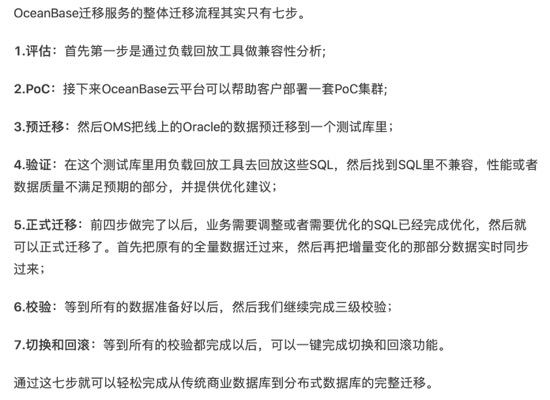 OceanBase迁移服务的整体迁移流程其实只有七步。
1.评估：首先第一步是通过负载回放工具做兼容性分析;
2.PoC：接下来OceanBase云平台可以帮助客户部署一套PoC集群;
3.预迁移：然后OMS把线上的Oracle的数据预迁移到一个测试库里；
4.验证：在这个测试库里用负载回放工具去回放这些SQL，然后找到SQL里不兼容，性能或者
数据质量不满足预期的部分，并提供优化建议；
5.正式迁移：前四步做完了以后，业务需要调整或者需要优化的SQL已经完成优化，然后就
可以正式迁移了。首先把原有的全量数据迁过来，然后再把增量变化的那部分数据实时同步
过来；
6.校验：等到所有的数据准备好以后，然后我们继续完成三级校验；
7.切换和回滚：等到所有的校验都完成以后，可以一键完成切换和回滚功能。
通过这七步就可以轻松完成从传统商业数据库到分布式数据库的完整迁移。